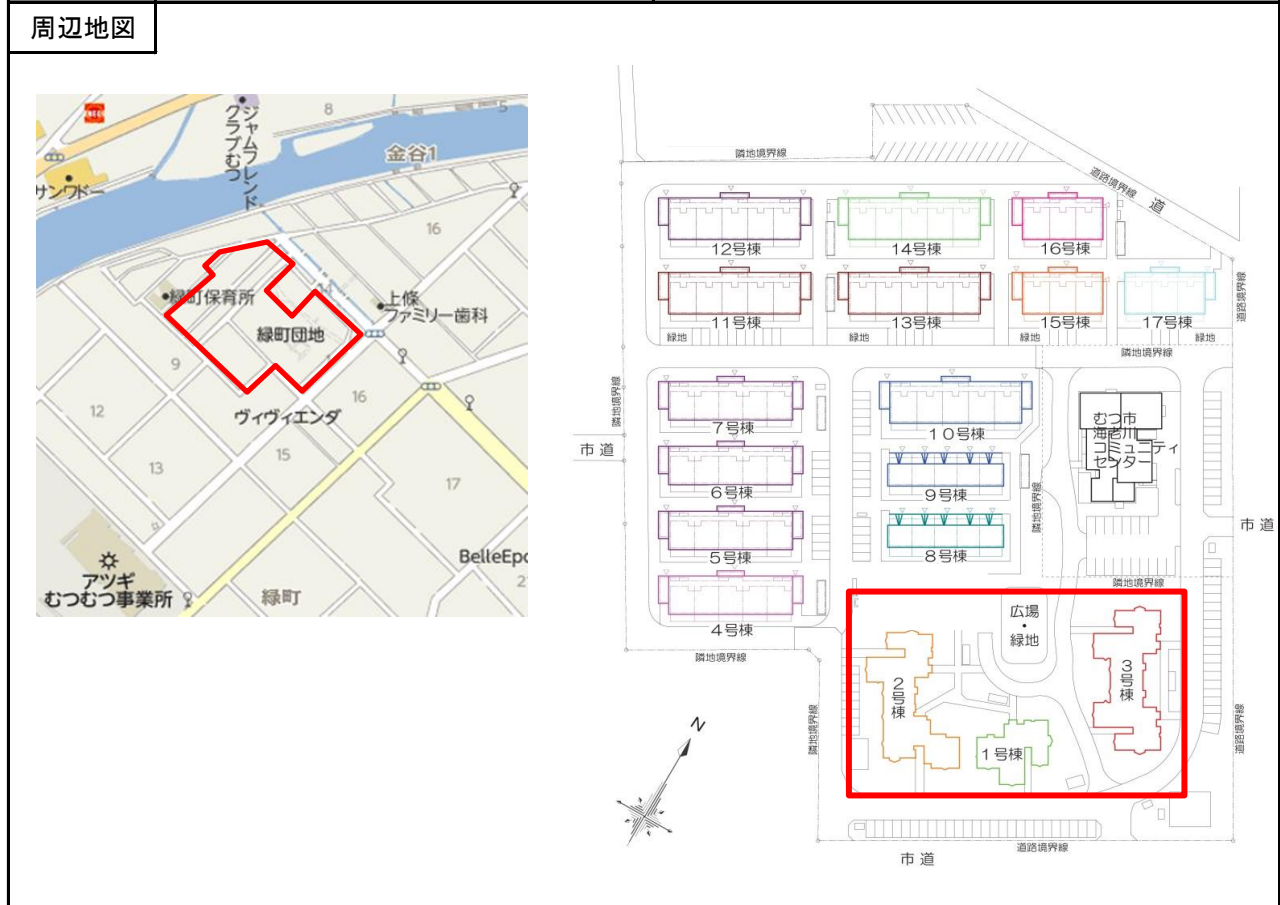 周辺地図
ジャムフレンド
クラブむつ
8
5
金谷1
サンワドー
16
緑町保育所
上條
ファミリー歯科
緑町団地
9
12
ヴィヴィエンダ
16
13
15
17
BelleEpo
アツギ
むつむつ事業所
緑町
2
隣地境界線
道路境界線
道
12号棟
14号棟
16号棟
11号棟
13号棟
15号棟
17号棟
緑地
緑地
緑地
緑地
道路境界線
隣地境界線
隣地境界線
市道
7号棟
10号棟
むつ市
海老川
コミュニティ
センター
6号棟
9号棟
隣地境界線
市道
5号棟
8号棟
隣地境界線
4号棟
隣地境界線
広場
・
緑地
2号棟
3号棟
1号棟
隣地境界線
道路境界線
N
道路境界線
市道